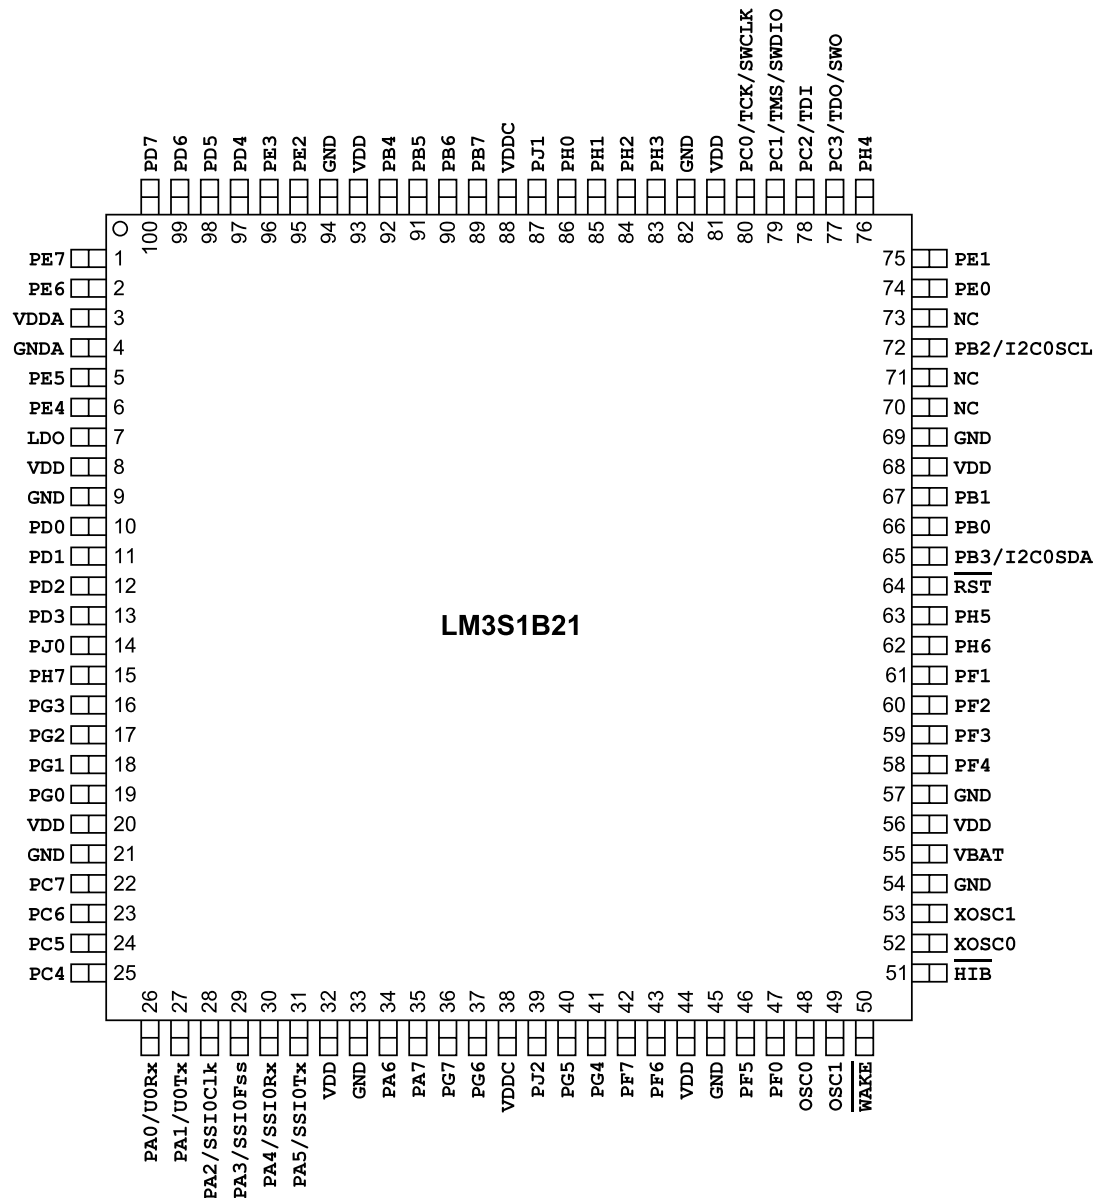 PD7
PD6
PD5
PD4
PE3
PE2
GND
VDD
PB4
PB5
PB6
PB7
VDDC
PJ1
PH0
PH1
PH2
PH3
GND
VDD
PC0/TCK/SWCLK
PC1/TMS/SWDIO
PC2/TDI
PC3/TDO/SWO
PH4
100
99
98
97
96
95
94
93
92
91
90
89
88
87
86
85
84
83
82
81
80
79
78
77
76
PE7 1
PE6 2
VDDA 3
GNDA 4
PE5 5
PE4 6
LDO 7
VDD 8
GND 9
PD0 10
PD1 11
PD2 12
PD3 13
PJ0 14
PH7 15
PG3 16
PG2 17
PG1 18
PG0 19
VDD 20
GND 21
PC7 22
PC6 23
PC5 24
PC4 25
LM3S1B21
75 PE1
74 PE0
73 NC
72 PB2/I2C0SCL
71 NC
70 NC
69 GND
68 VDD
67 PB1
66 PB0
65 PB3/I2C0SDA
64 RST
63 PH5
62 PH6
61 PF1
60 PF2
59 PF3
58 PF4
57 GND
56 VDD
55 VBAT
54 GND
53 XOSC1
52 XOSC0
51 HIB
26
27
28
29
30
31
32
33
34
35
36
37
38
39
40
41
42
43
44
45
46
47
48
49
50
PA0/U0Rx
PA1/U0Tx
PA2/SSI0Clk
PA3/SSI0Fss
PA4/SSI0Rx
PA5/SSI0Tx
VDD
GND
PA6
PA7
PG7
PG6
VDDC
PJ2
PG5
PG4
PF7
PF6
VDD
GND
PF5
PF0
OSC0
OSC1
WAKE